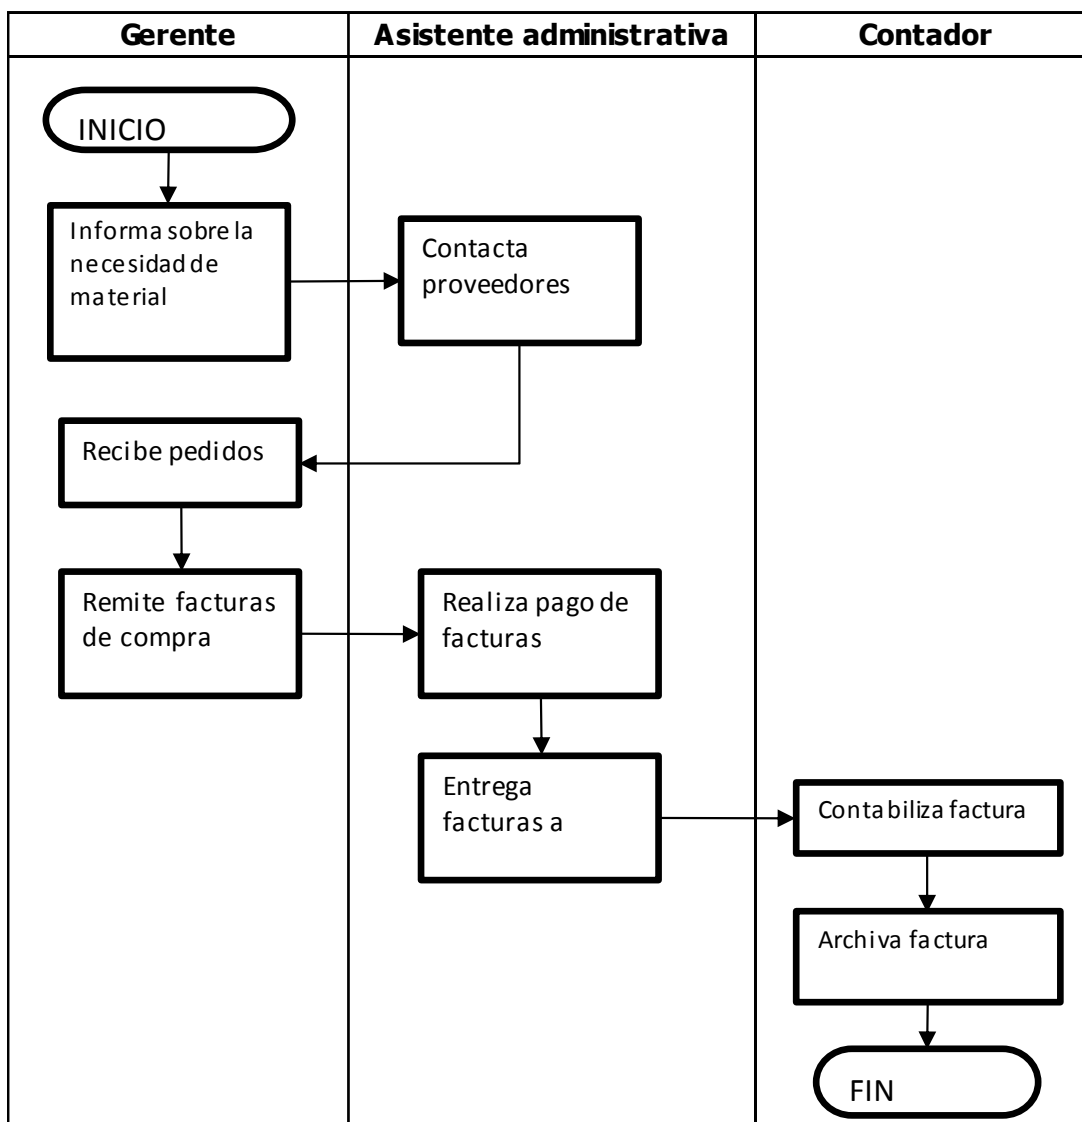 Gerente
Asistente administrativa
Contador
INICIO
Informa sobre la
necesidad de
material
Contacta
proveedores
Recibe pedidos
Remite facturas
de compra
Realiza pago de
facturas
Entrega
facturas a
Contabiliza factura
Archiva factura
FIN